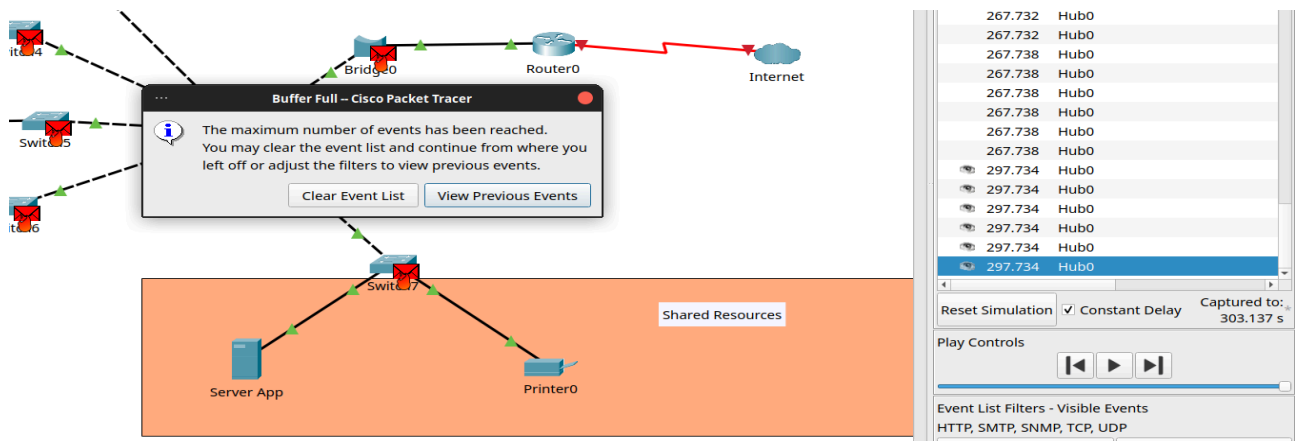 Bridge0
Router0
Internet
Buffer Full -- Cisco Packet Tracer
The maximum number of events has been reached.
You may clear the event list and continue from where you
left off or adjust the filters to view previous events.
Clear Event List
View Previous Events
Switch7
Shared Resources
Server App
Printer0
267.732 Hub0
267.732 Hub0
267.738 Hub0
267.738 Hub0
267.738 Hub0
267.738 Hub0
267.738 Hub0
267.738 Hub0
297.734 Hub0
297.734 Hub0
297.734 Hub0
297.734 Hub0
297.734 Hub0
297.734 Hub0
Reset Simulation
Constant Delay
Captured to:
303.137 s
Play Controls
Event List Filters - Visible Events
HTTP, SMTP, SNMP, TCP, UDP